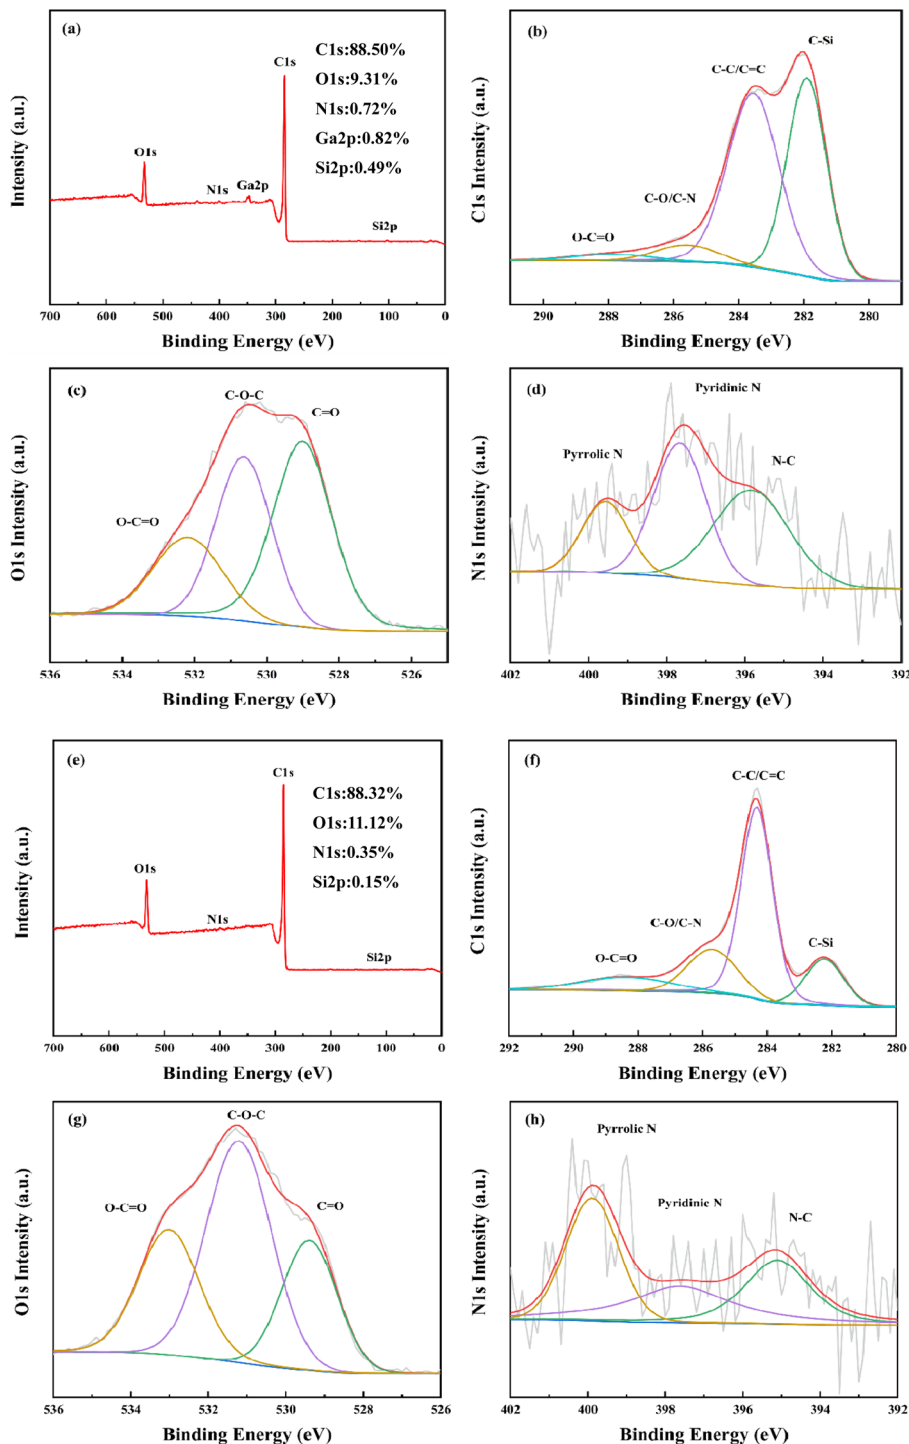 (a)
C1s:88.50%
O1s:9.31%
N1s:0.72%
Ga2p:0.82%
Si2p:0.49%
C1s
O1s
N1s
Ga2p
Si2p
Intensity (a.u.)
700 600 500 400 300 200 100 0
Binding Energy (eV)
(b)
C-Si
C-C/C=C
C-O/C-N
O-C=O
C1s Intensity (a.u.)
290 288 286 284 282 280
Binding Energy (eV)
(c)
C-O-C
C=O
O-C=O
O1s Intensity (a.u.)
536 534 532 530 528 526
Binding Energy (eV)
(d)
Pyridinic N
Pyrrolic N
N-C
N1s Intensity (a.u.)
402 400 398 396 394 392
Binding Energy (eV)
(e)
C1s
C1s:88.32%
O1s:11.12%
N1s:0.35%
Si2p:0.15%
O1s
N1s
Si2p
Intensity (a.u.)
700 600 500 400 300 200 100 0
Binding Energy (eV)
(f)
C-C/C=C
C-O/C-N
C-Si
O-C=O
C1s Intensity (a.u.)
292 290 288 286 284 282 280
Binding Energy (eV)
(g)
C-O-C
O-C=O
C=O
O1s Intensity (a.u.)
536 534 532 530 528 526
Binding Energy (eV)
(h)
Pyrrolic N
Pyridinic N
N-C
N1s Intensity (a.u.)
402 400 398 396 394 392
Binding Energy (eV)